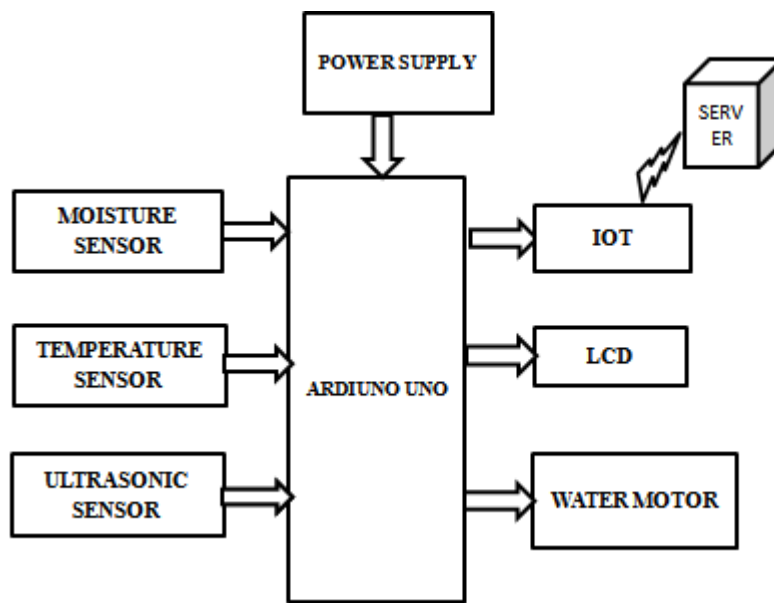 POWER SUPPLY
SERV
ER
MOISTURE
SENSOR
IOT
TEMPERATURE
SENSOR
LCD
ARDIUNO UNO
ULTRASONIC
SENSOR
WATER MOTOR